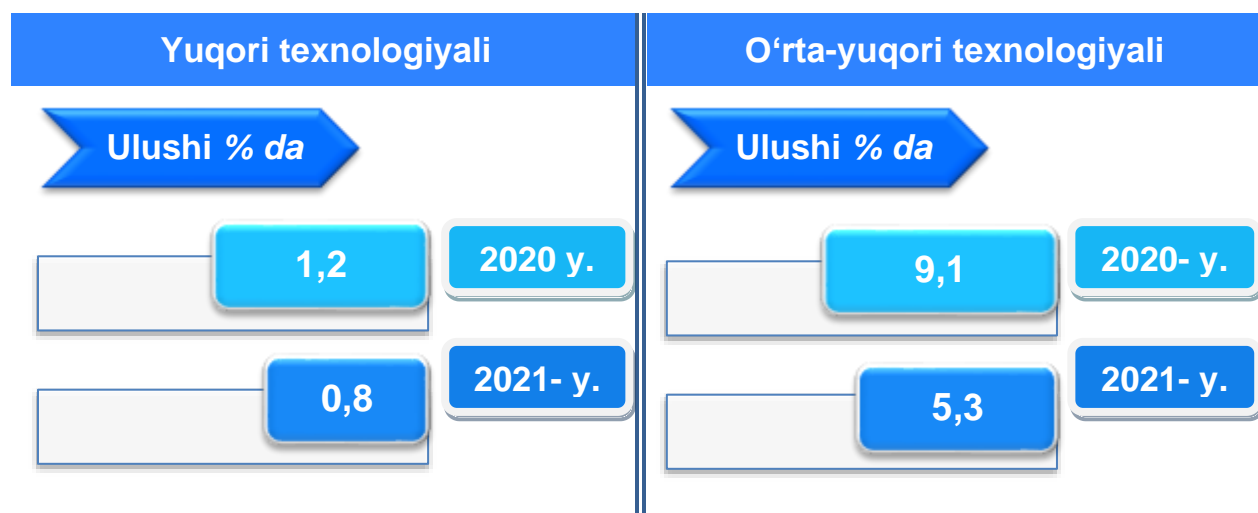 Yuqori texnologiyali
Ulushi % da
1,2
2020 y.
0,8
2021- y.
O‘rta-yuqori texnologiyali
Ulushi % da
9,1
2020- y.
5,3
2021- y.